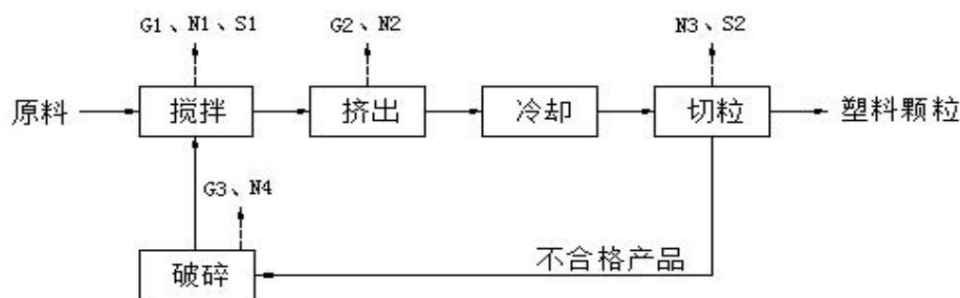 G1、N1、S1
G2、N2
N3、S2
原料
搅拌
挤出
冷却
切粒
塑料颗粒
G3、N4
不合格产品
破碎